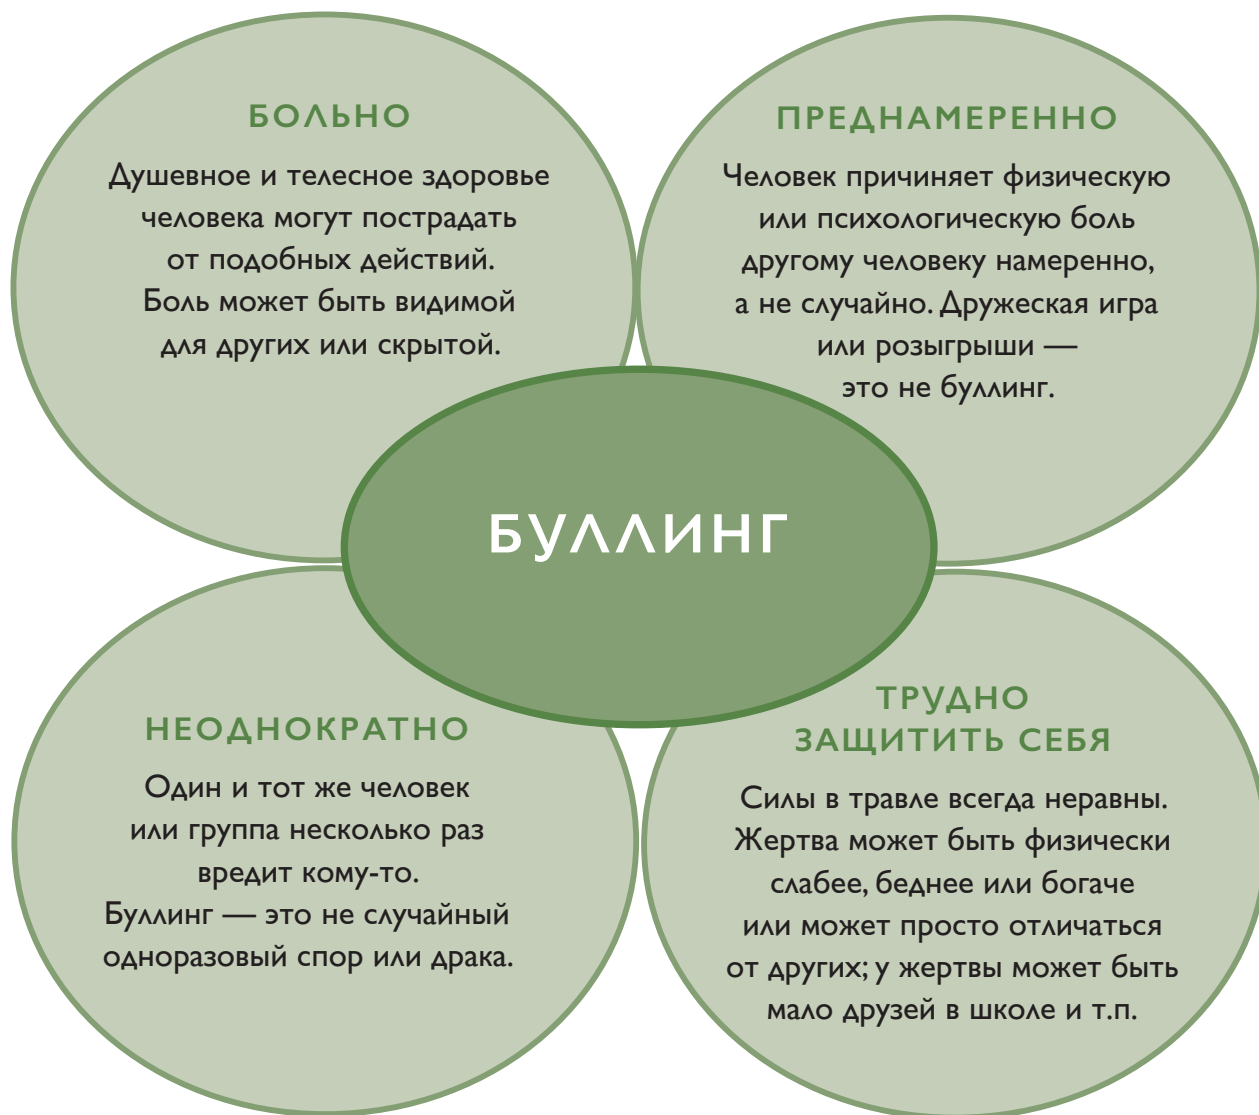 БОЛЬНО
Душевное и телесное здоровье
человека могут пострадать
от подобных действий.
Боль может быть видимой
для других или скрытой.
ПРЕДНАМЕРЕННО
Человек причиняет физическую
или психологическую боль
другому человеку намеренно,
а не случайно. Дружеская игра
или розыгрыши —
это не буллинг.
БУЛЛИНГ
НЕОДНОКРАТНО
Один и тот же человек
или группа несколько раз
вредит кому-то.
Буллинг — это не случайный
одноразовый спор или драка.
ТРУДНО
ЗАЩИТИТЬ СЕБЯ
Силы в травле всегда неравны.
Жертва может быть физически
слабее, беднее или богаче
или может просто отличаться
от других; у жертвы может быть
мало друзей в школе и т.п.